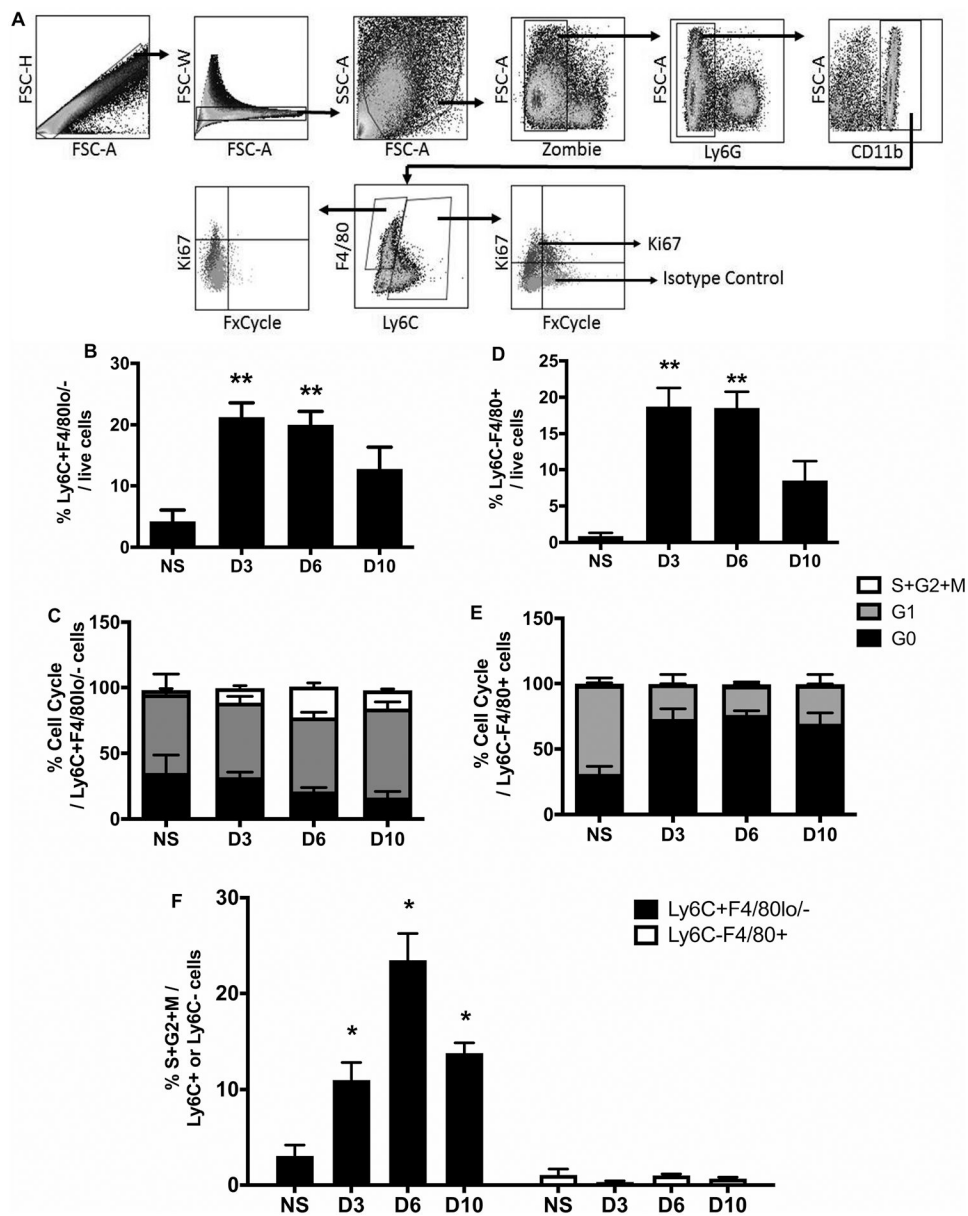 A
FSC-H
FSC-A
FSC-W
FSC-A
SSC-A
FSC-A
FSC-A
Zombie
FSC-A
Ly6G
FSC-A
CD11b
Ki67
FxCycle
F4/80
Ly6C
Ki67
FxCycle
Ki67
Isotype Control
B
% Ly6C+F4/80lo/-
/ live cells
30
20
10
0
NS D3 D6 D10
** **
D
% Ly6C-F4/80+
/ live cells
25
20
15
10
5
0
NS D3 D6 D10
** **
C
% Cell Cycle
/ Ly6C+F4/80lo/- cells
150
100
50
0
NS D3 D6 D10
E
% Cell Cycle
/ Ly6C-F4/80+ cells
150
100
50
0
NS D3 D6 D10
S+G2+M
G1
G0
F
% S+G2+M /
Ly6C+ or Ly6C- cells
30
20
10
0
* * *
NS D3 D6 D10 NS D3 D6 D10
Ly6C+F4/80lo/-
Ly6C-F4/80+